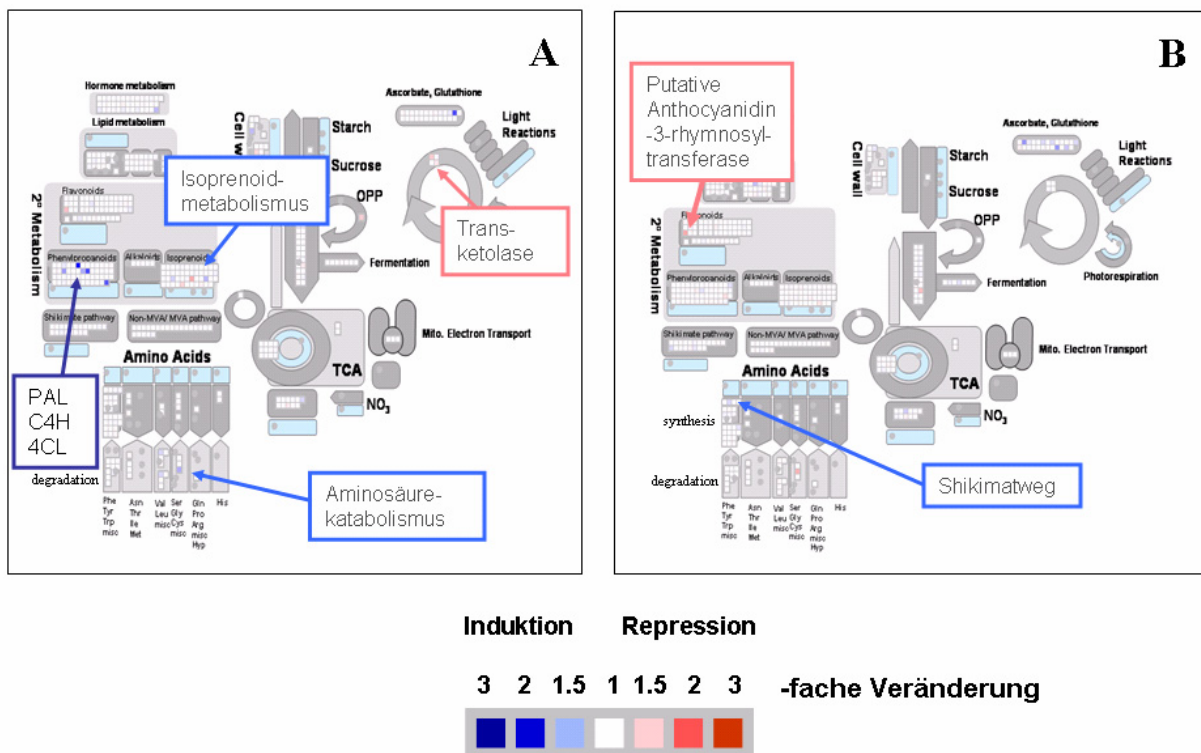 A
Hormone metabolism
Lipid metabolism
Cell wall
Starch
Sucrose
OPP
Ascorbate, Glutathione
Light
Reactions
Isoprenoid-
metabolismus
Trans-
ketolase
2° Metabolism
Flavonoids
Phenylpropanoids
Alkaloids
Isoprenoids
Fermentation
Shikimate pathway
Non-MVA/ MVA pathway
Mito. Electron Transport
Amino Acids
TCA
NO3
PAL
C4H
4CL
degradation
Aminosäure-
katabolismus
Phe
Tyr
Trp
misc
Asn
Thr
Ile
Met
Val
Leu
misc
Ser
Gly
Cys
misc
Gln
Pro
Arg
misc
Hyp
His
B
Putative
Anthocyanidin
-3-rhymnosyl-
transferase
Cell wall
Starch
Sucrose
OPP
Ascorbate, Glutathione
Light
Reactions
Photorespiration
2° Metabolism
Flavonoids
Phenylpropanoids
Alkaloids
Isoprenoids
Fermentation
Shikimate pathway
Non-MVA/ MVA pathway
Mito. Electron Transport
Amino Acids
TCA
NO3
synthesis
degradation
Shikimatweg
Phe
Tyr
Trp
misc
Asn
Thr
Ile
Met
Val
Leu
misc
Ser
Gly
Cys
misc
Gln
Pro
Arg
misc
Hyp
His
Induktion Repression
3 2 1.5 1 1.5 2 3 -fache Veränderung